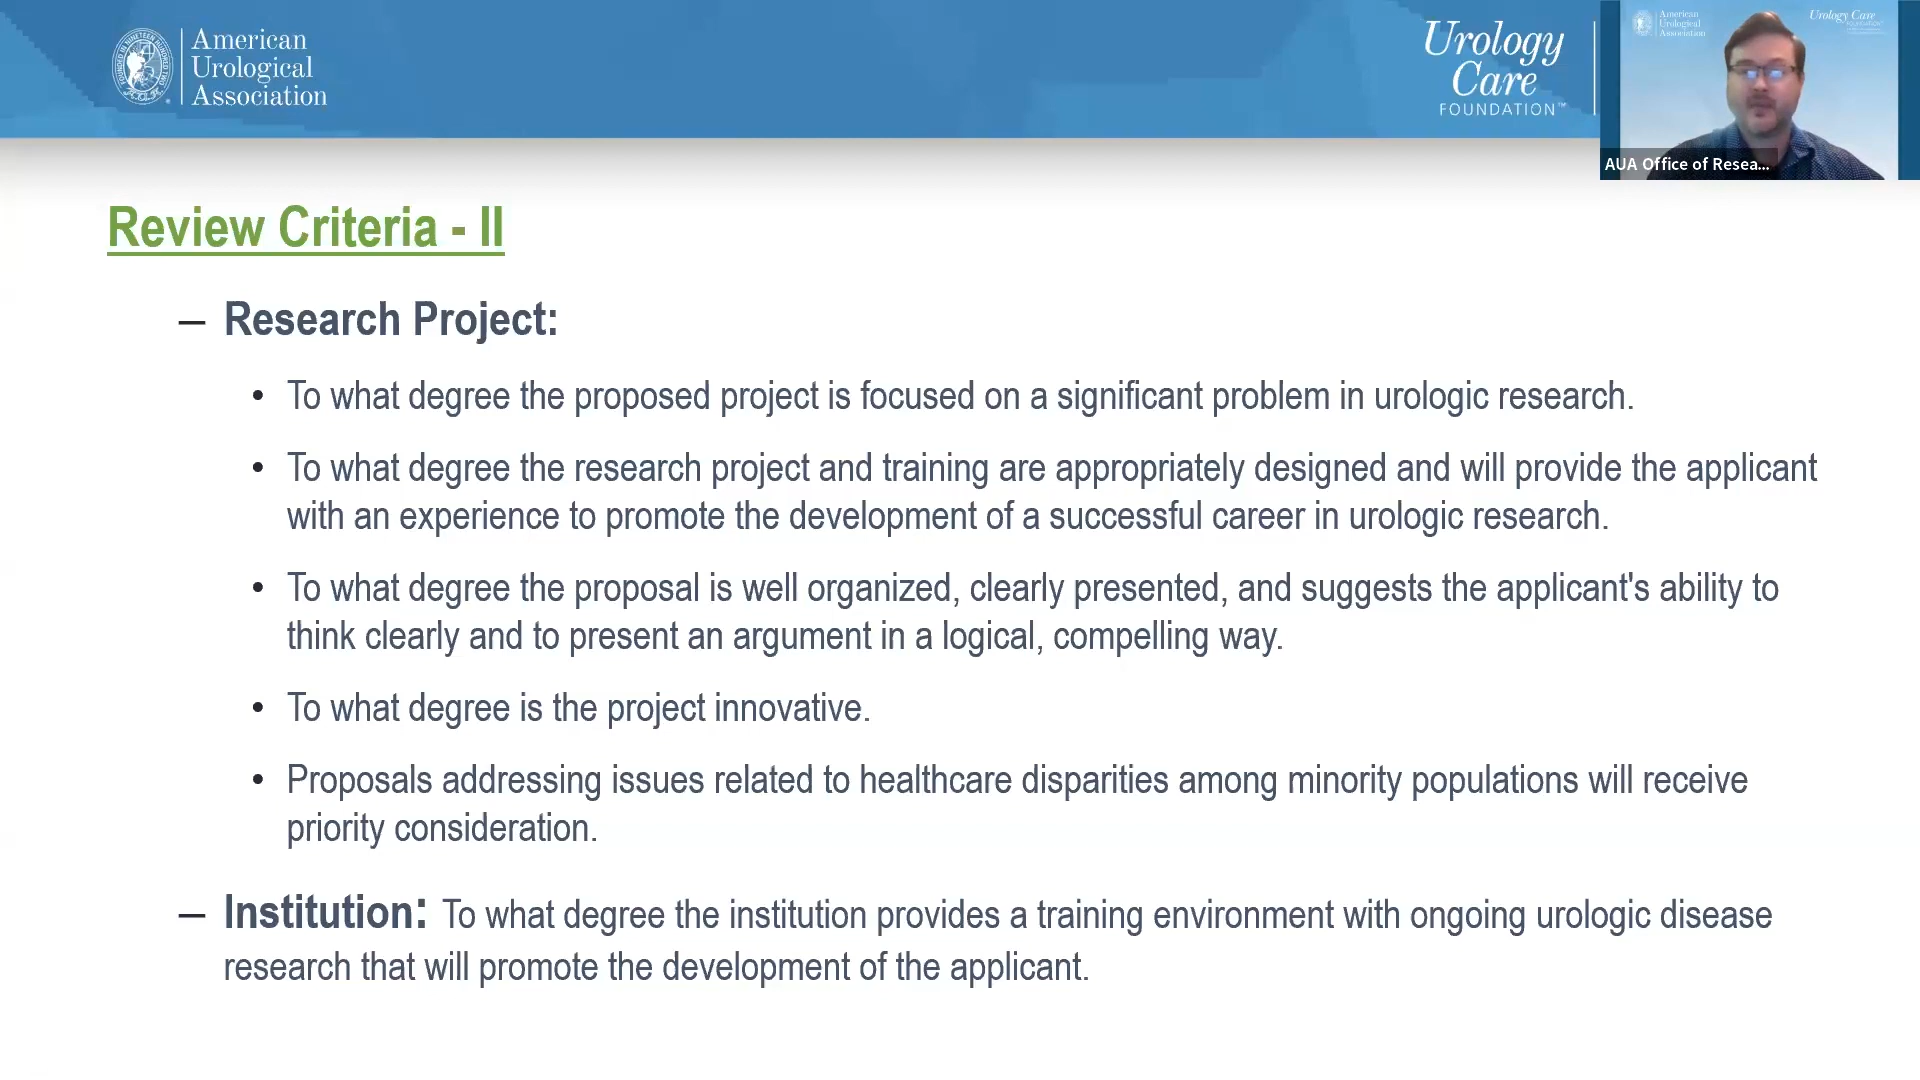 American
Urological
Association
Urology
Care
FOUNDATION™
American
Urological
Association
Urology Care
AUA Office of Resea...
Review Criteria - II
– Research Project:
• To what degree the proposed project is focused on a significant problem in urologic research.
• To what degree the research project and training are appropriately designed and will provide the applicant
with an experience to promote the development of a successful career in urologic research.
• To what degree the proposal is well organized, clearly presented, and suggests the applicant's ability to
think clearly and to present an argument in a logical, compelling way.
• To what degree is the project innovative.
• Proposals addressing issues related to healthcare disparities among minority populations will receive
priority consideration.
– Institution: To what degree the institution provides a training environment with ongoing urologic disease
research that will promote the development of the applicant.